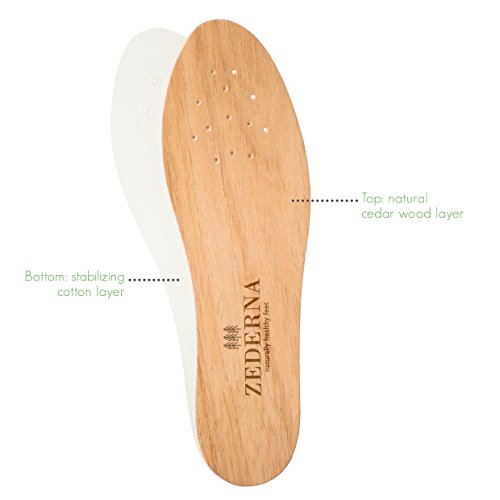 Top: natural
cedar wood layer
Bottom: stabilizing
cotton layer
ZEDERNA
naturally healthy feet